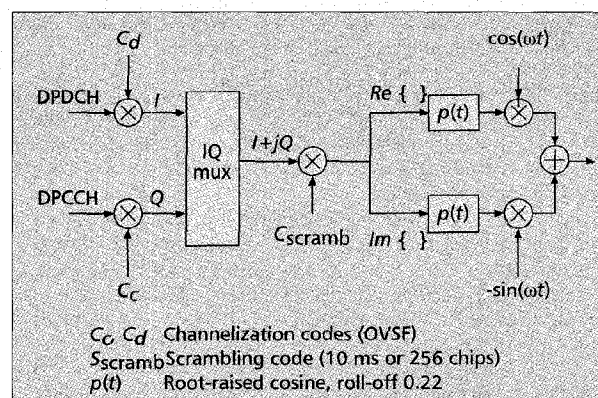 C_d
cos(ωt)
DPDCH
I
Re { }
p(t)
IQ
mux
I+jQ
DPCCH
Q
C_scramb
Im { }
p(t)
C_C
-sin(ωt)
C_C, C_d Channelization codes (OVSF)
S_scramb Scrambling code (10 ms or 256 chips)
p(t) Root-raised cosine, roll-off 0.22